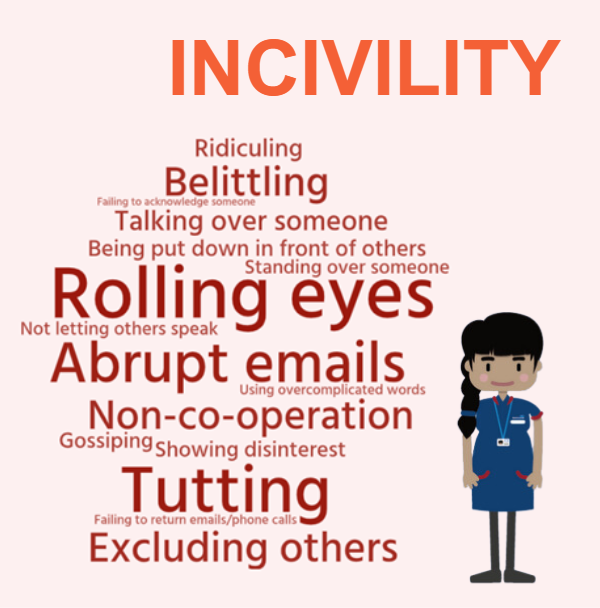 INCIVILITY
Ridiculing
Belittling
Failing to acknowledge someone
Talking over someone
Being put down in front of others
Standing over someone
Rolling eyes
Not letting others speak
Abrupt emails
Using overcomplicated words
Non-co-operation
Gossiping
Showing disinterest
Tutting
Failing to return emails/phone calls
Excluding others